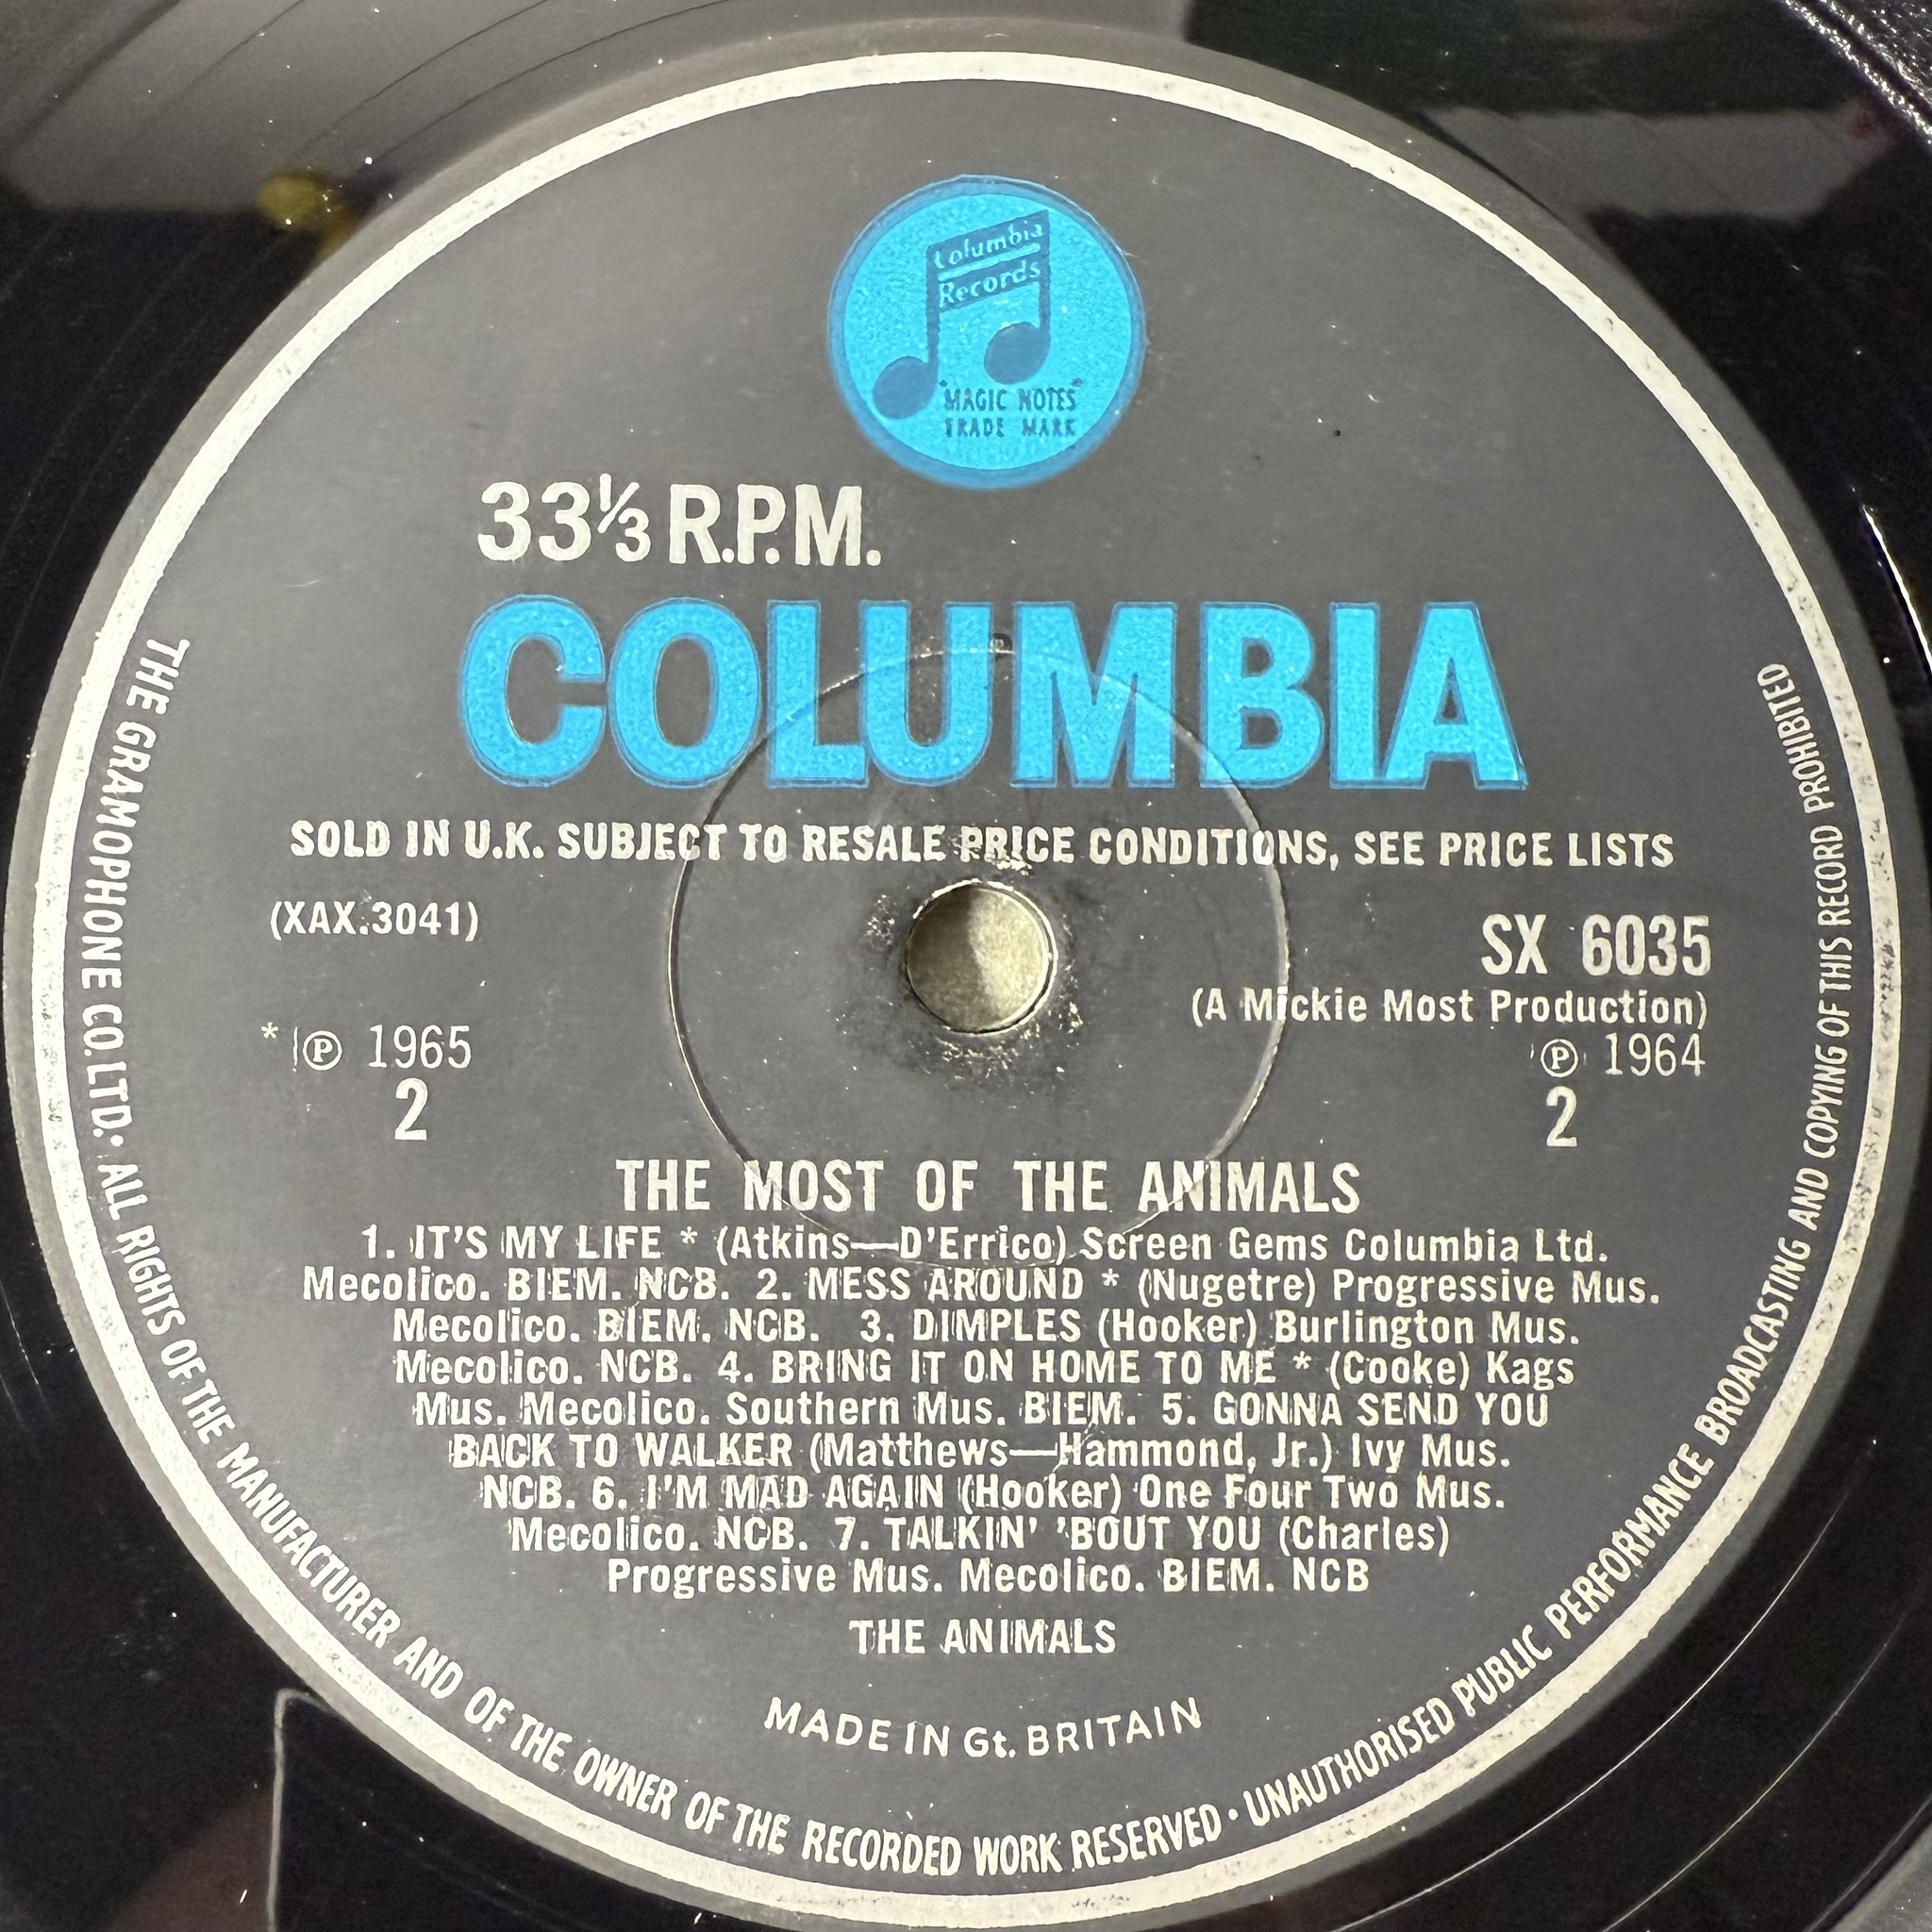 Columbia
Records
"MAGIC NOTES"
TRADE MARK
33⅓ R.P.M.
COLUMBIA
SOLD IN U.K. SUBJECT TO RESALE PRICE CONDITIONS, SEE PRICE LISTS
(XAX.3041)
SX 6035
(A Mickie Most Production)
* ℗ 1965
℗ 1964
2
2
THE MOST OF THE ANIMALS
1. IT'S MY LIFE * (Atkins—D'Errico) Screen Gems Columbia Ltd.
Mecolico. BIEM. NCB. 2. MESS AROUND * (Nugetre) Progressive Mus.
Mecolico. BIEM. NCB. 3. DIMPLES (Hooker) Burlington Mus.
Mecolico. NCB. 4. BRING IT ON HOME TO ME * (Cooke) Kags
Mus. Mecolico. Southern Mus. BIEM. 5. GONNA SEND YOU
BACK TO WALKER (Matthews—Hammond, Jr.) Ivy Mus.
NCB. 6. I'M MAD AGAIN (Hooker) One Four Two Mus.
Mecolico. NCB. 7. TALKIN' 'BOUT YOU (Charles)
Progressive Mus. Mecolico. BIEM. NCB
THE ANIMALS
MADE IN Gt. BRITAIN
THE GRAMOPHONE CO. LTD. · ALL RIGHTS OF THE MANUFACTURER AND OF THE OWNER OF THE RECORDED WORK RESERVED · UNAUTHORISED PUBLIC PERFORMANCE BROADCASTING AND COPYING OF THIS RECORD PROHIBITED